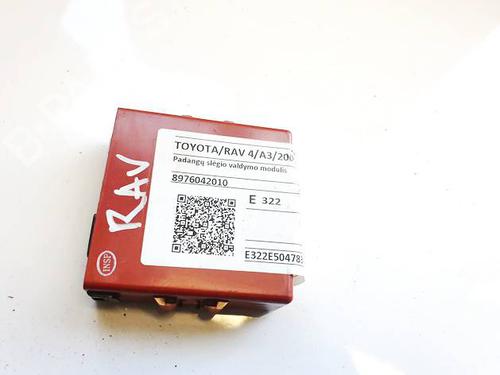 TOYOTA/RAV 4/A3/200
Padangų slėgio valdymo modulis
8976042010
E 322
E322E50478
RAV
INSP